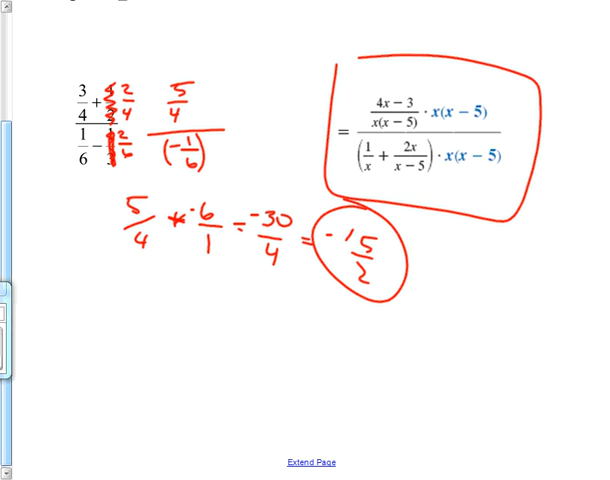 3/4 + 2/4
1/6 - 2/6
5/4
(-1/6)
5/4 * -6/1 = -30/4 = -15/2
= (4x − 3)/(x(x − 5)) · x(x − 5)
(1/x + 2x/(x − 5)) · x(x − 5)
Extend Page